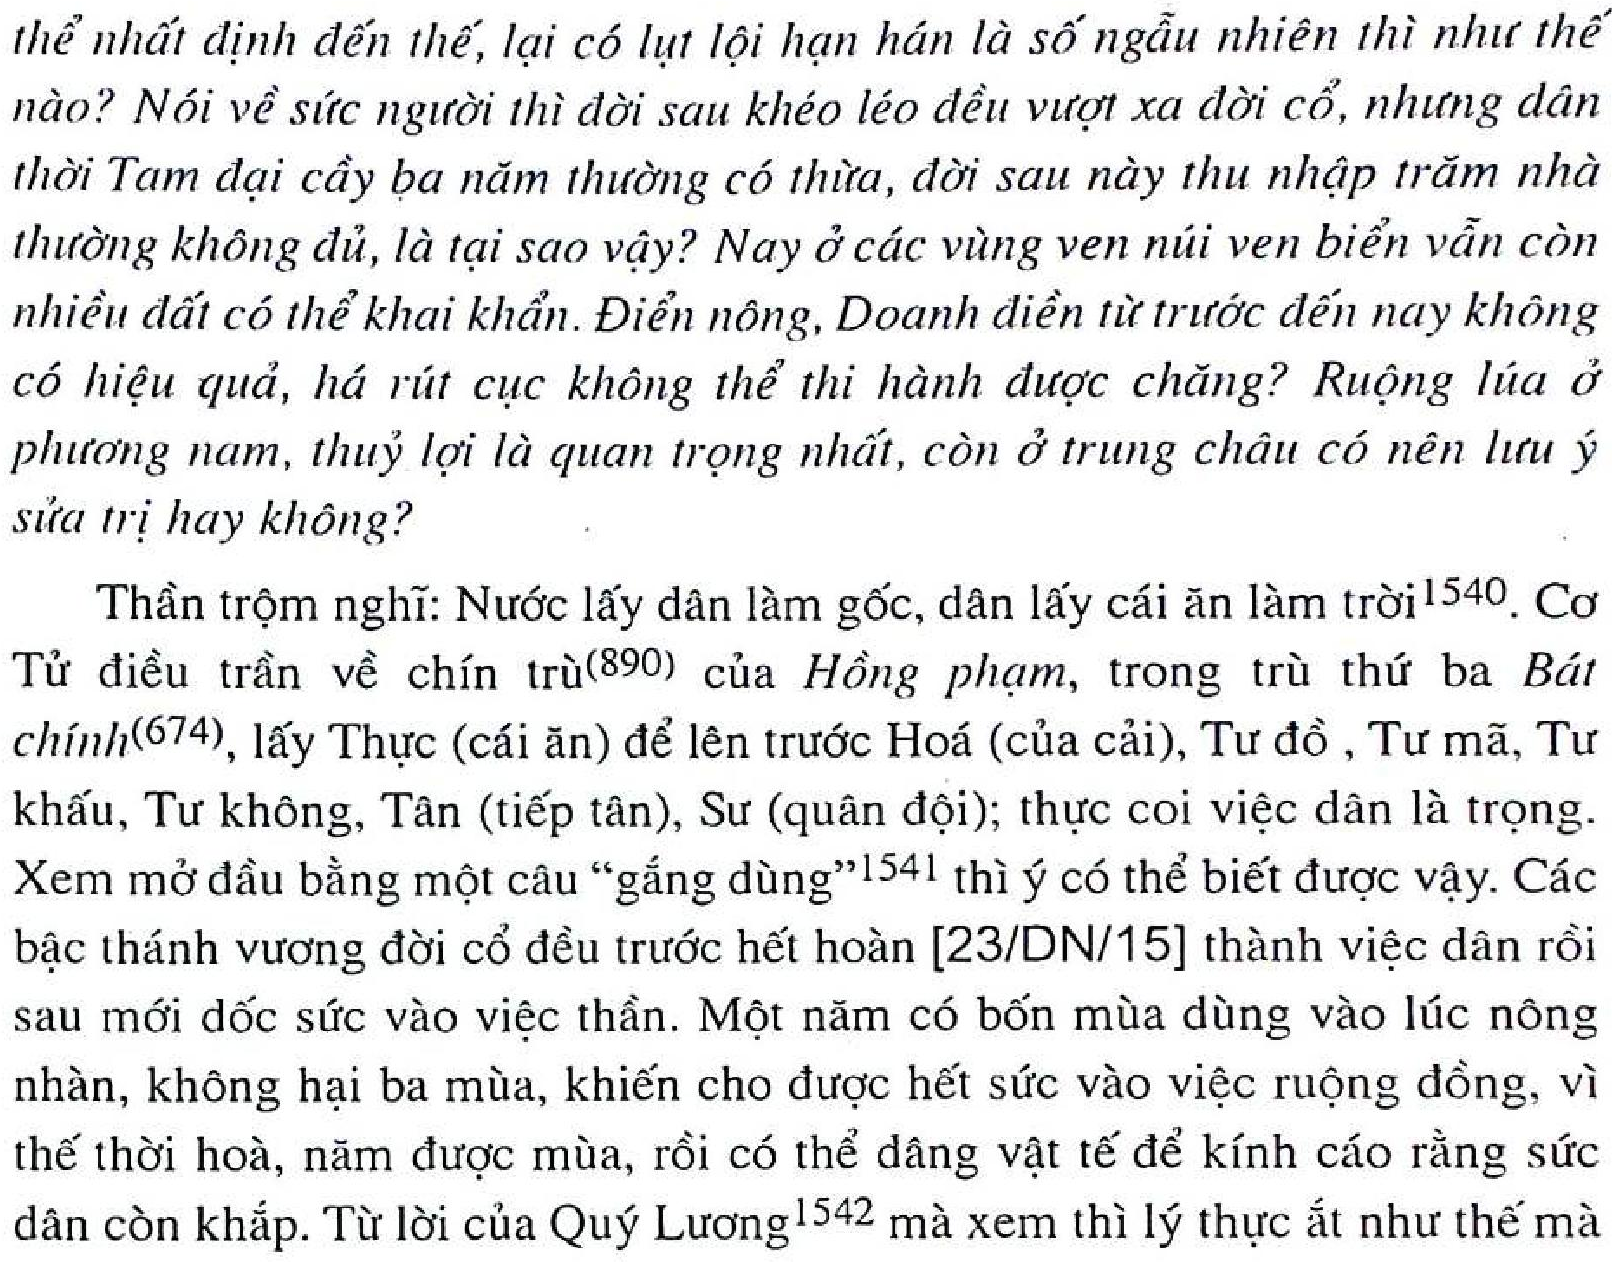 thể nhất định đến thế, lại có lụt lội hạn hán là số ngẫu nhiên thì như thế
nào? Nói về sức người thì đời sau khéo léo đều vượt xa đời cổ, nhưng dân
thời Tam đại cầy ba năm thường có thừa, đời sau này thu nhập trăm nhà
thường không đủ, là tại sao vậy? Nay ở các vùng ven núi ven biển vẫn còn
nhiều đất có thể khai khẩn. Điển nông, Doanh điền từ trước đến nay không
có hiệu quả, há rút cục không thể thi hành được chăng? Ruộng lúa ở
phương nam, thuỷ lợi là quan trọng nhất, còn ở trung châu có nên lưu ý
sửa trị hay không?
Thần trộm nghĩ: Nước lấy dân làm gốc, dân lấy cái ăn làm trời1540. Cơ
Tử điều trần về chín trù(890) của Hồng phạm, trong trù thứ ba Bát
chính(674), lấy Thực (cái ăn) để lên trước Hoá (của cải), Tư đồ , Tư mã, Tư
khấu, Tư không, Tân (tiếp tân), Sư (quân đội); thực coi việc dân là trọng.
Xem mở đầu bằng một câu “gắng dùng”1541 thì ý có thể biết được vậy. Các
bậc thánh vương đời cổ đều trước hết hoàn [23/DN/15] thành việc dân rồi
sau mới dốc sức vào việc thần. Một năm có bốn mùa dùng vào lúc nông
nhàn, không hại ba mùa, khiến cho được hết sức vào việc ruộng đồng, vì
thế thời hoà, năm được mùa, rồi có thể dâng vật tế để kính cáo rằng sức
dân còn khắp. Từ lời của Quý Lương1542 mà xem thì lý thực ắt như thế mà